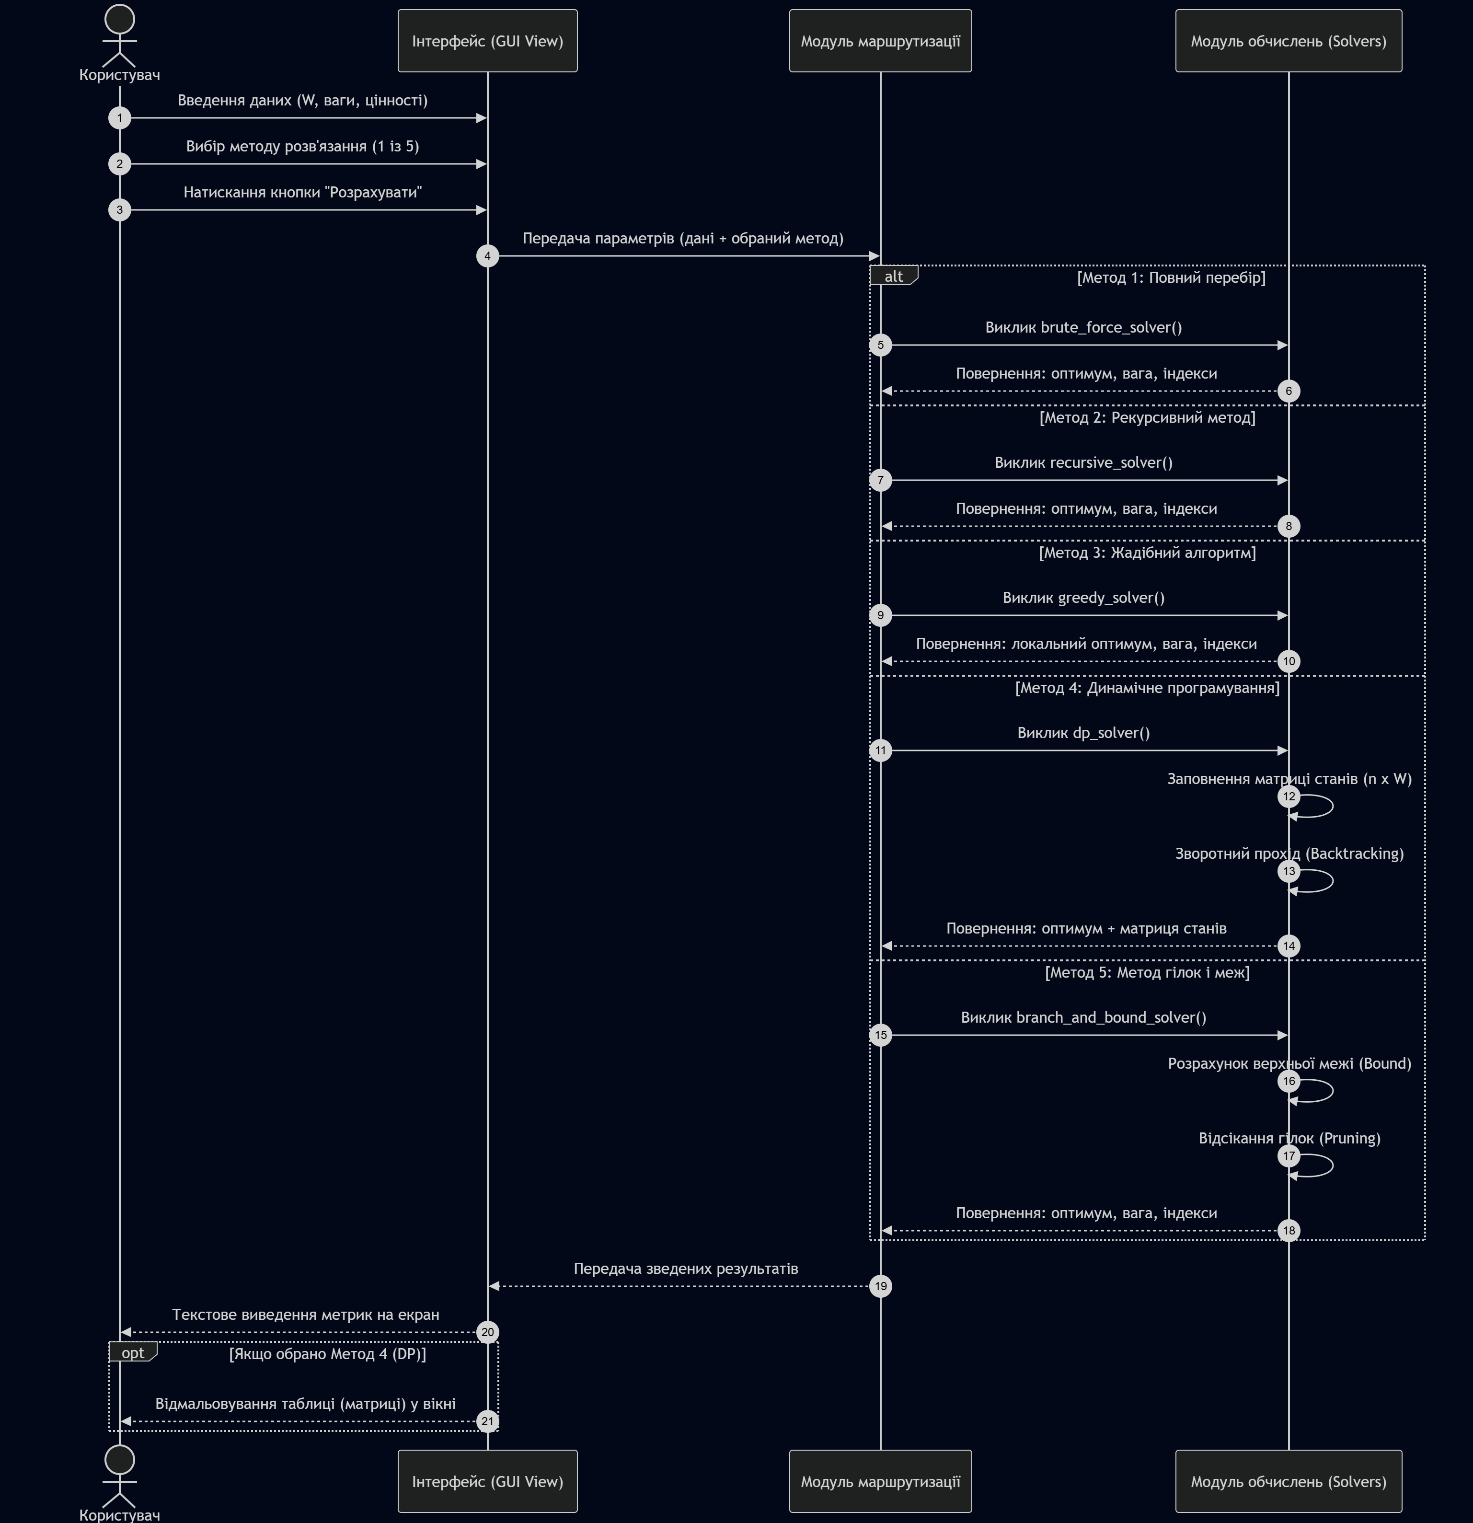 Користувач
Інтерфейс (GUI View)
Модуль маршрутизації
Модуль обчислень (Solvers)
Введення даних (W, ваги, цінності)
1
Вибір методу розв'язання (1 із 5)
2
Натискання кнопки "Розрахувати"
3
Передача параметрів (дані + обраний метод)
4
alt
[Метод 1: Повний перебір]
Виклик brute_force_solver()
5
Повернення: оптимум, вага, індекси
6
[Метод 2: Рекурсивний метод]
Виклик recursive_solver()
7
Повернення: оптимум, вага, індекси
8
[Метод 3: Жадібний алгоритм]
Виклик greedy_solver()
9
Повернення: локальний оптимум, вага, індекси
10
[Метод 4: Динамічне програмування]
Виклик dp_solver()
11
Заповнення матриці станів (n x W)
12
Зворотний прохід (Backtracking)
13
Повернення: оптимум + матриця станів
14
[Метод 5: Метод гілок і меж]
Виклик branch_and_bound_solver()
15
Розрахунок верхньої межі (Bound)
16
Відсікання гілок (Pruning)
17
Повернення: оптимум, вага, індекси
18
Передача зведених результатів
19
Текстове виведення метрик на екран
20
opt
[Якщо обрано Метод 4 (DP)]
Відмальовування таблиці (матриці) у вікні
21
Користувач
Інтерфейс (GUI View)
Модуль маршрутизації
Модуль обчислень (Solvers)